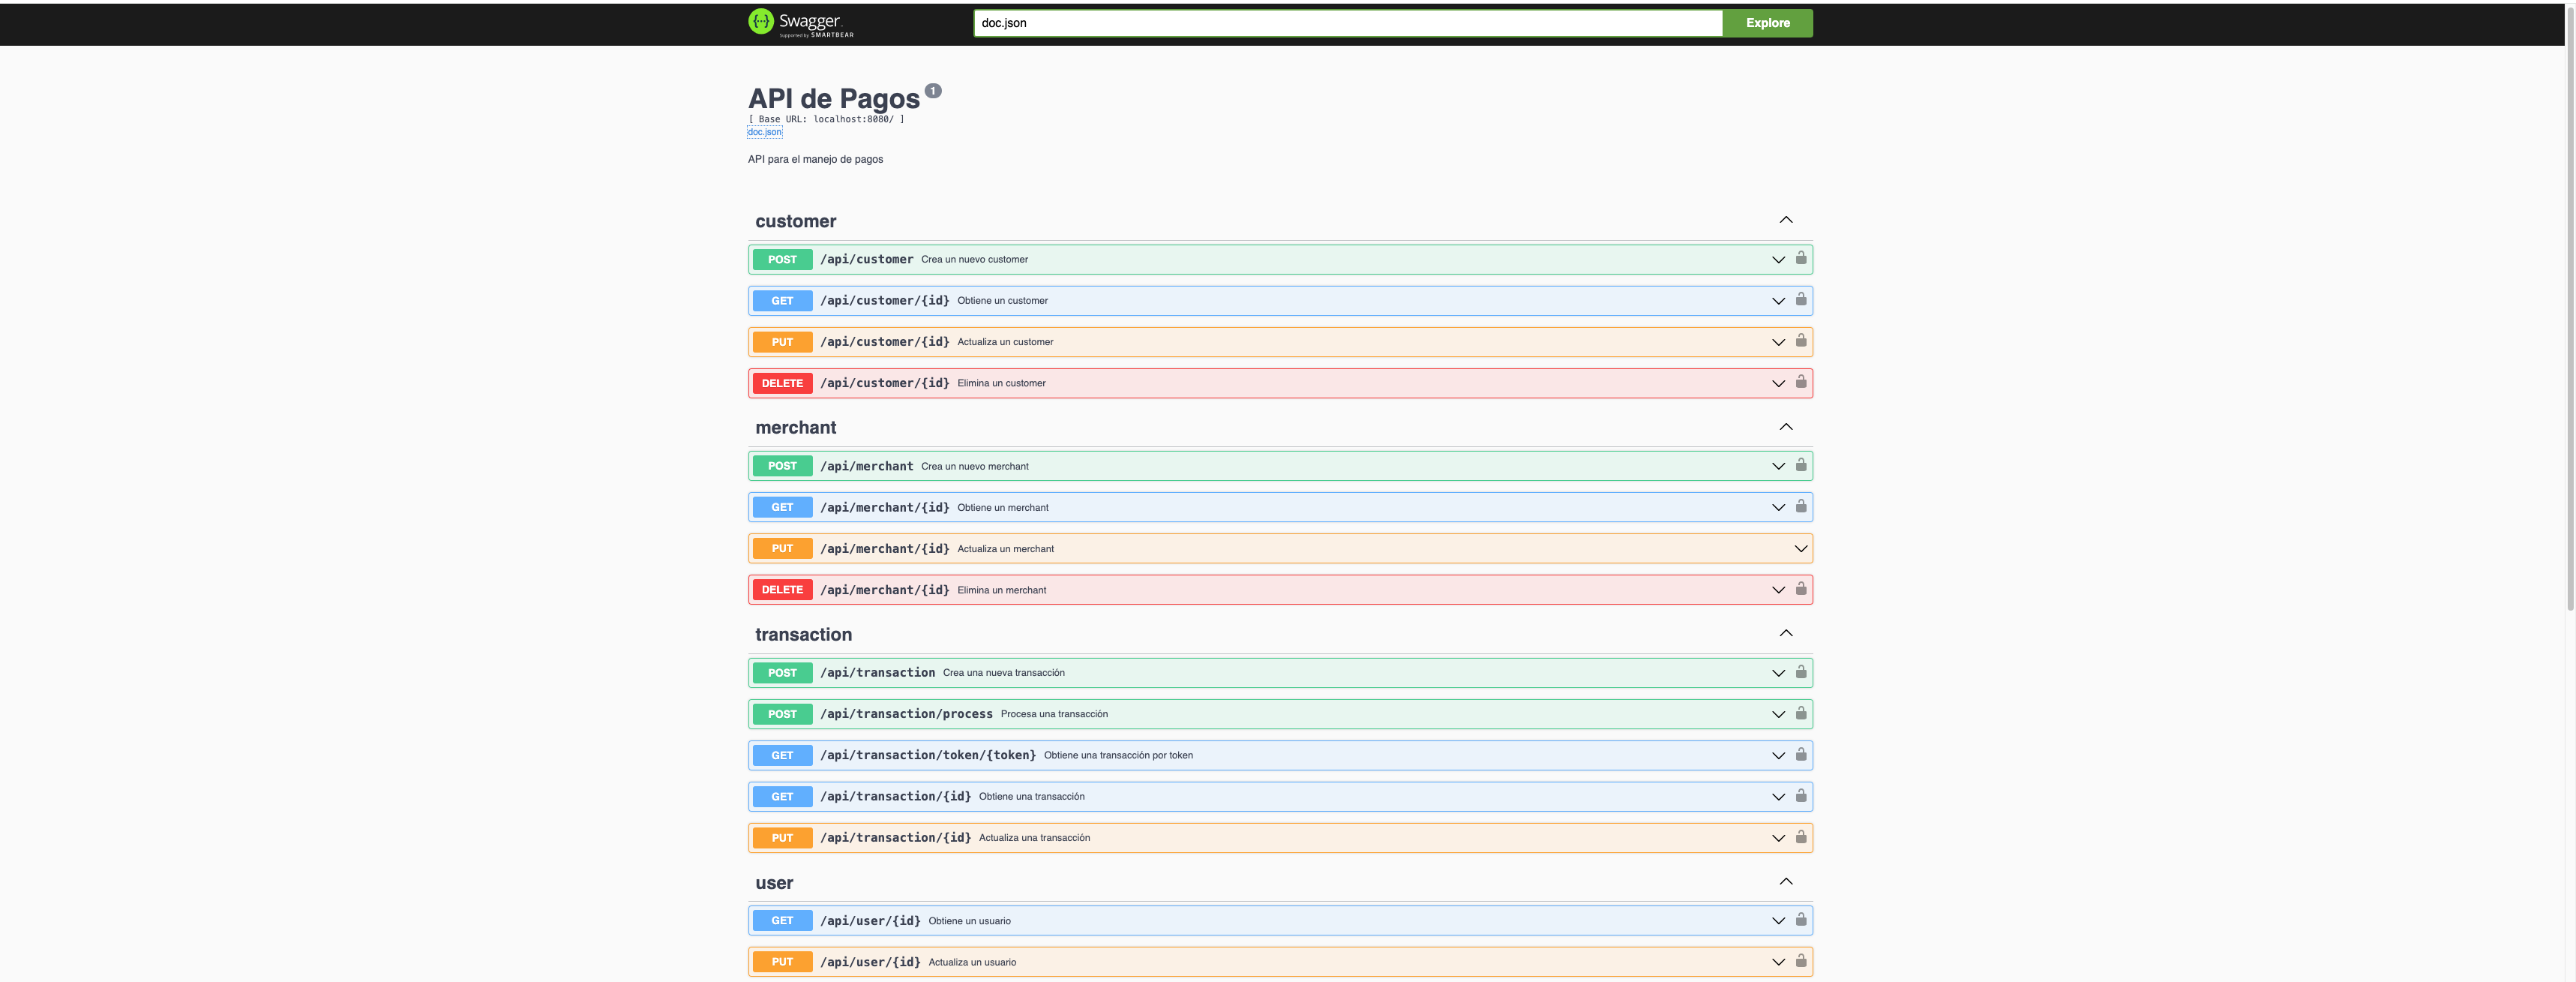 Swagger
Supported by SMARTBEAR
doc.json
Explore
API de Pagos 1
[ Base URL: localhost:8080/ ]
doc.json
API para el manejo de pagos
customer
POST /api/customer Crea un nuevo customer
GET /api/customer/{id} Obtiene un customer
PUT /api/customer/{id} Actualiza un customer
DELETE /api/customer/{id} Elimina un customer
merchant
POST /api/merchant Crea un nuevo merchant
GET /api/merchant/{id} Obtiene un merchant
PUT /api/merchant/{id} Actualiza un merchant
DELETE /api/merchant/{id} Elimina un merchant
transaction
POST /api/transaction Crea una nueva transacción
POST /api/transaction/process Procesa una transacción
GET /api/transaction/token/{token} Obtiene una transacción por token
GET /api/transaction/{id} Obtiene una transacción
PUT /api/transaction/{id} Actualiza una transacción
user
GET /api/user/{id} Obtiene un usuario
PUT /api/user/{id} Actualiza un usuario